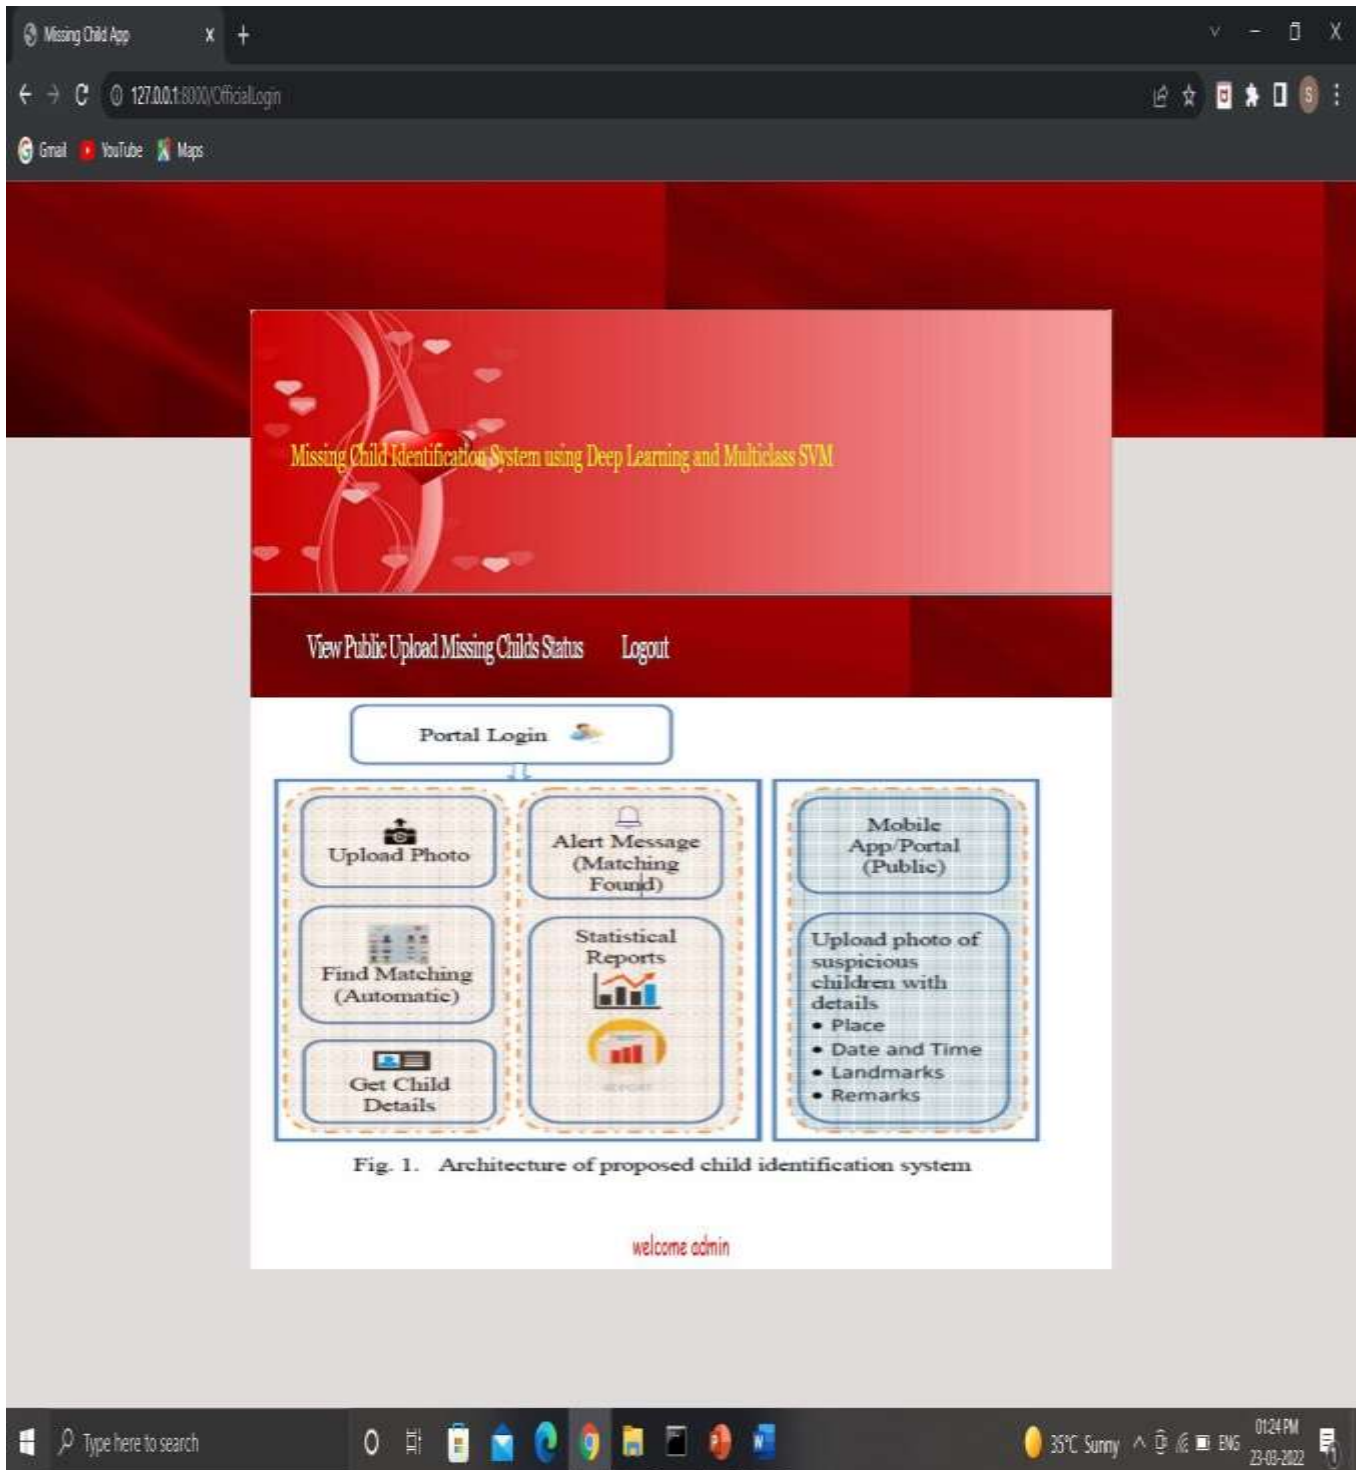 Missing Child App
127.0.0.1:8000/OfficialLogin
S
Gmail YouTube Maps
Missing Child Identification System using Deep Learning and Multiclass SVM
View Public Upload Missing Childs Status Logout
Portal Login
Upload Photo
Find Matching
(Automatic)
Get Child
Details
Alert Message
(Matching
Found)
Statistical
Reports
REPORT
Mobile
App/Portal
(Public)
Upload photo of
suspicious
children with
details
• Place
• Date and Time
• Landmarks
• Remarks
Fig. 1. Architecture of proposed child identification system
welcome admin
Type here to search
35°C Sunny
ENG
01:24 PM
23-03-2022
1